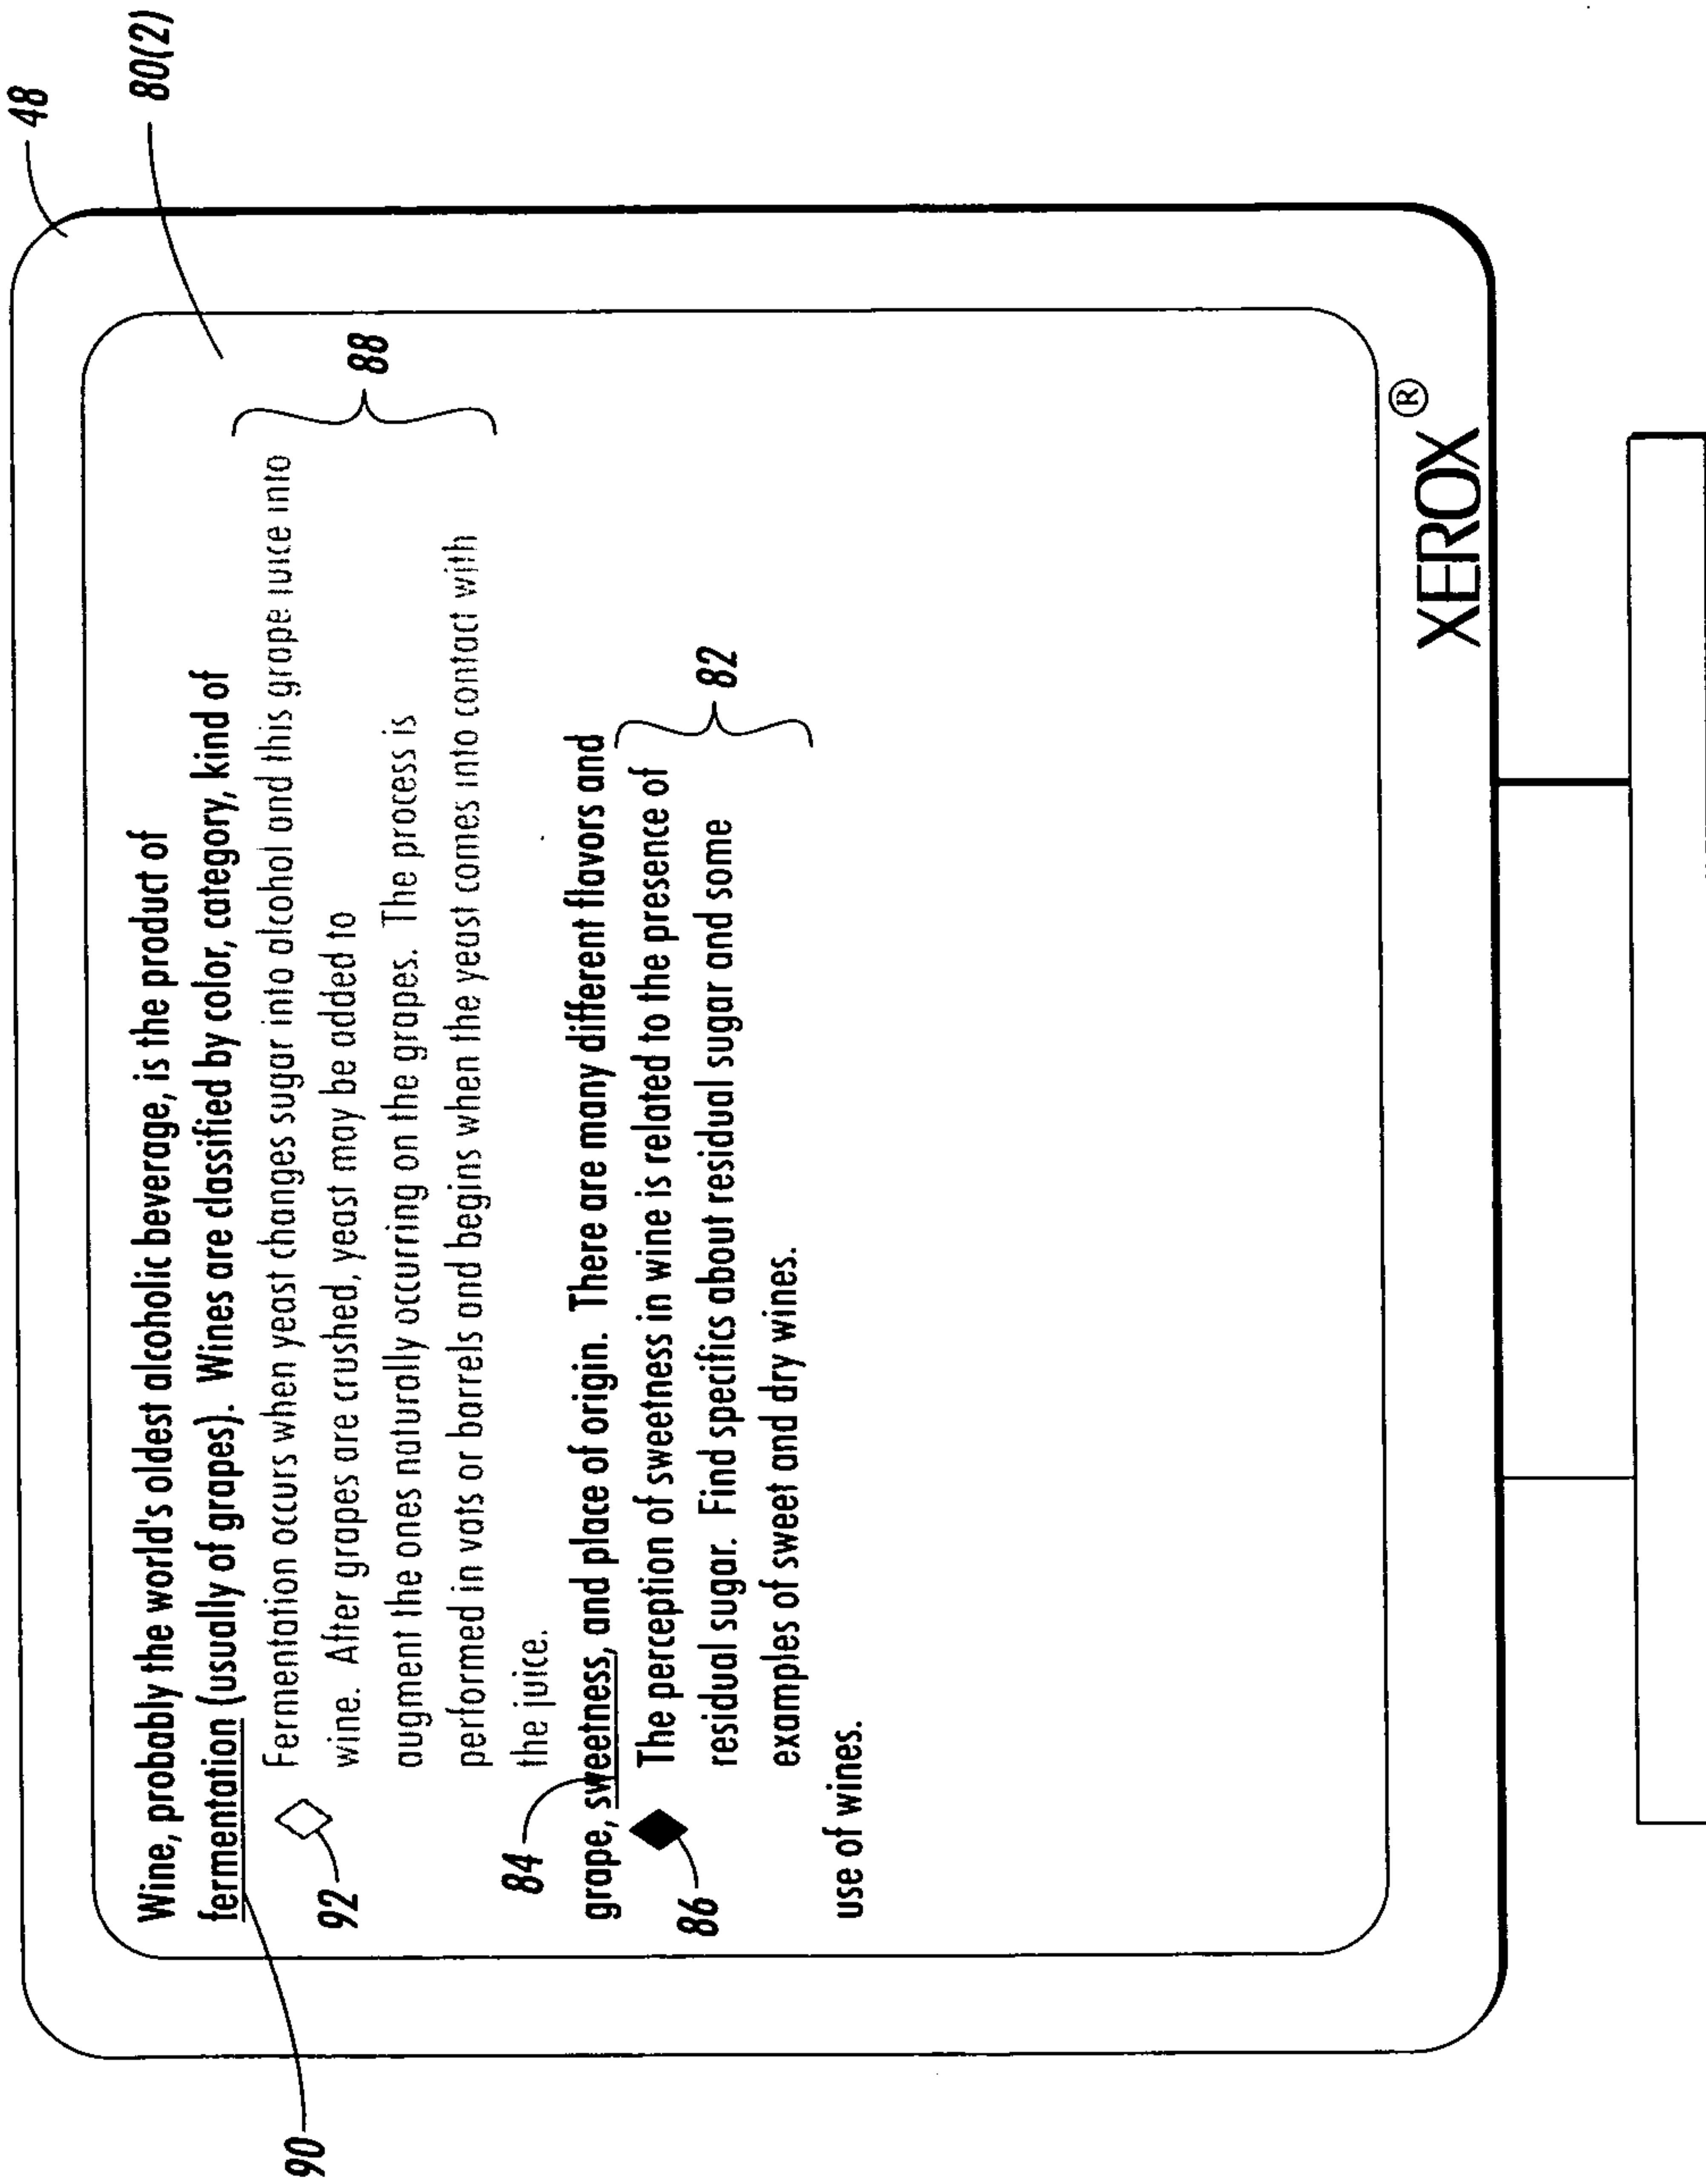 48
80(2)
Wine, probably the world's oldest alcoholic beverage, is the product of
fermentation (usually of grapes). Wines are classified by color, category, kind of
90
Fermentation occurs when yeast changes sugar into alcohol and this grape juice into
wine. After grapes are crushed, yeast may be added to
augment the ones naturally occurring on the grapes. The process is
performed in vats or barrels and begins when the yeast comes into contact with
the juice.
88
92
84
grape, sweetness, and place of origin. There are many different flavors and
The perception of sweetness in wine is related to the presence of
residual sugar. Find specifics about residual sugar and some
examples of sweet and dry wines.
82
86
use of wines.
XEROX ®